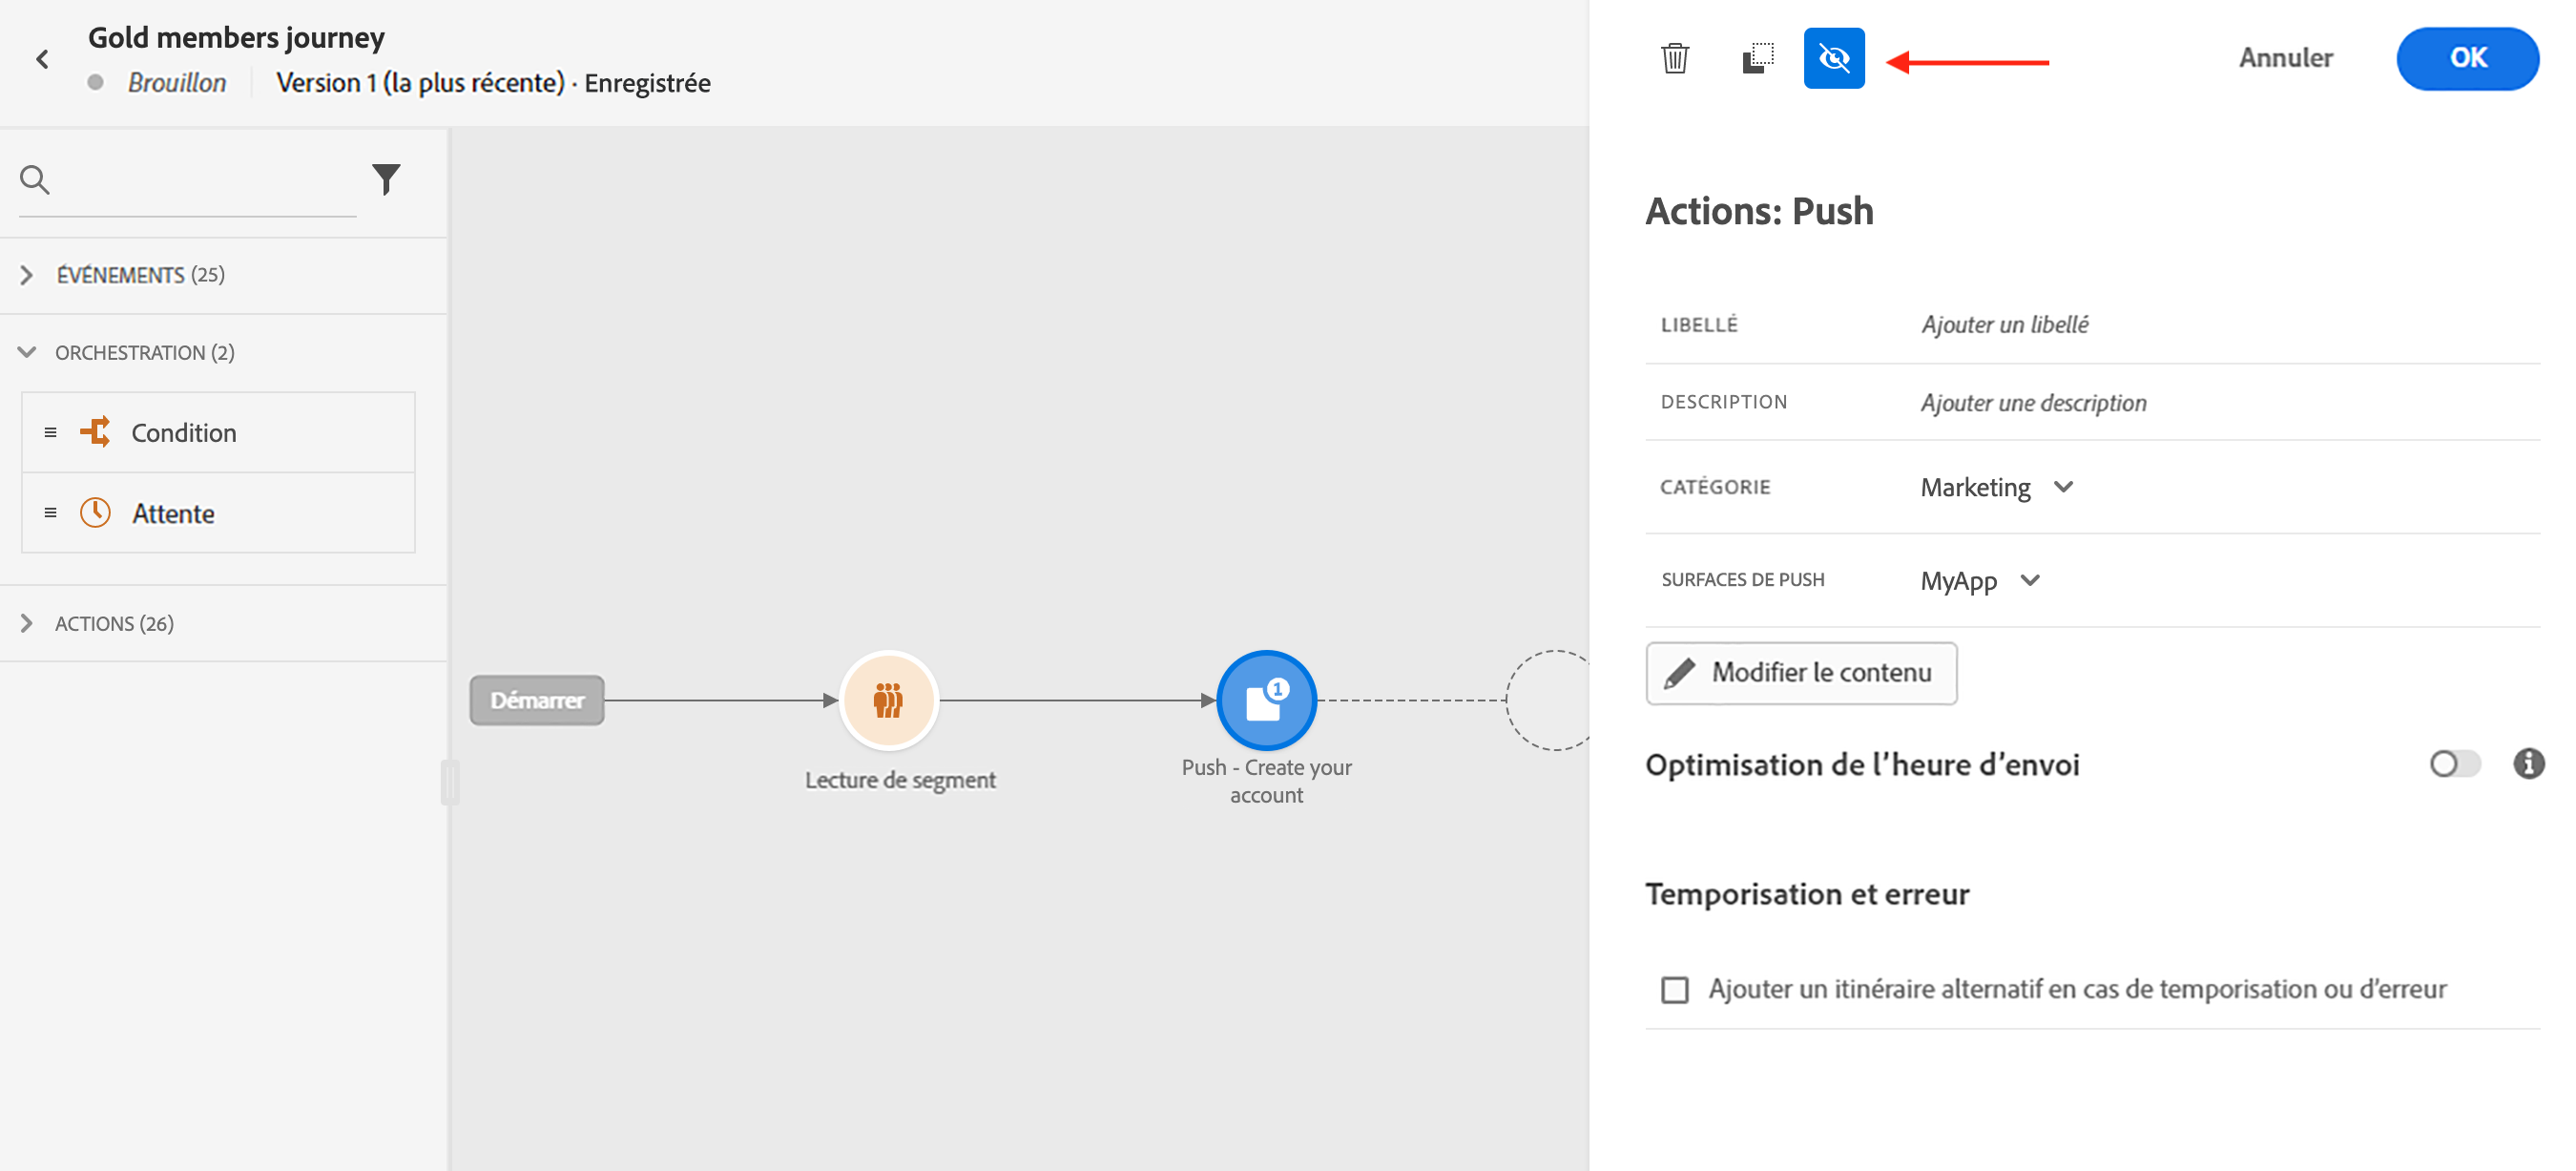 Gold members journey
Brouillon
Version 1 (la plus récente) · Enregistrée
Annuler
OK
ÉVÉNEMENTS (25)
ORCHESTRATION (2)
Condition
Attente
ACTIONS (26)
Démarrer
Lecture de segment
1
Push - Create your
account
Actions: Push
LIBELLÉ
Ajouter un libellé
DESCRIPTION
Ajouter une description
CATÉGORIE
Marketing
SURFACES DE PUSH
MyApp
Modifier le contenu
Optimisation de l’heure d’envoi
Temporisation et erreur
Ajouter un itinéraire alternatif en cas de temporisation ou d’erreur